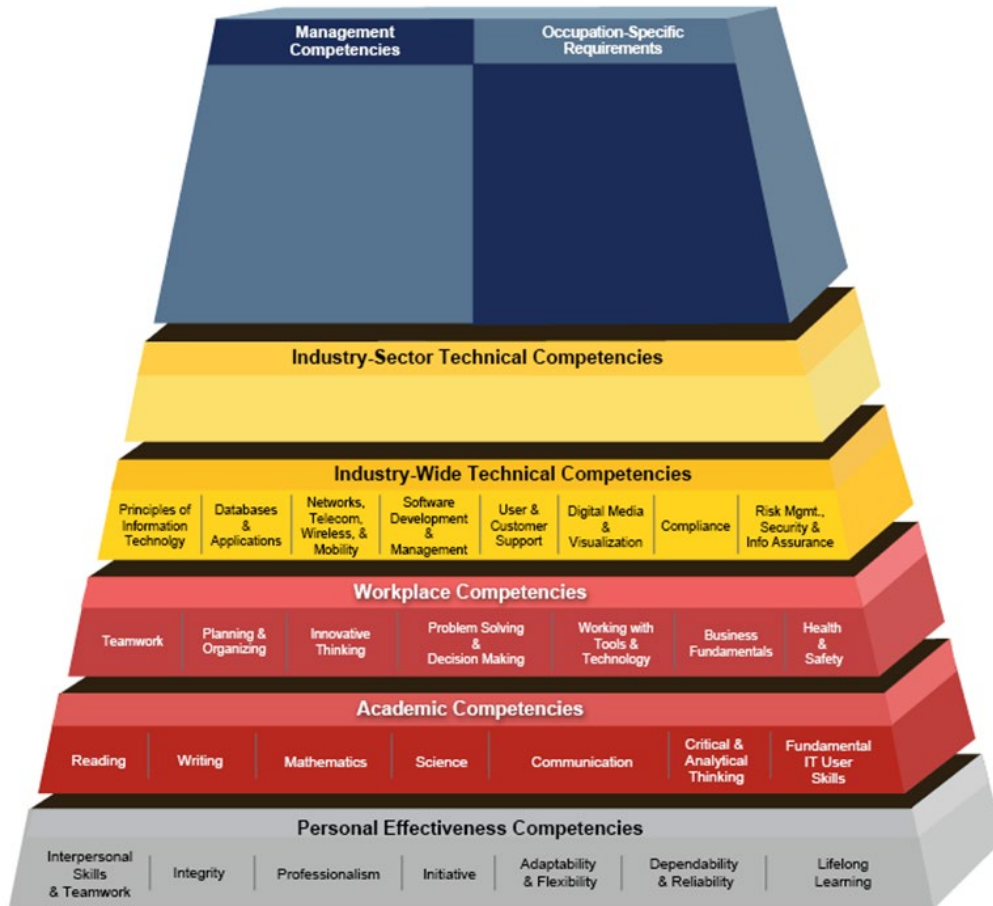 Management
Competencies
Occupation-Specific
Requirements
Industry-Sector Technical Competencies
Industry-Wide Technical Competencies
Principles of
Information
Technolgy
Databases
&
Applications
Networks,
Telecom,
Wireless, &
Mobility
Software
Development
&
Management
User &
Customer
Support
Digital Media
&
Visualization
Compliance
Risk Mgmt.,
Security &
Info Assurance
Workplace Competencies
Teamwork
Planning &
Organizing
Innovative
Thinking
Problem Solving
&
Decision Making
Working with
Tools &
Technology
Business
Fundamentals
Health
&
Safety
Academic Competencies
Reading
Writing
Mathematics
Science
Communication
Critical &
Analytical
Thinking
Fundamental
IT User
Skills
Personal Effectiveness Competencies
Interpersonal
Skills
& Teamwork
Integrity
Professionalism
Initiative
Adaptability
& Flexibility
Dependability
& Reliability
Lifelong
Learning